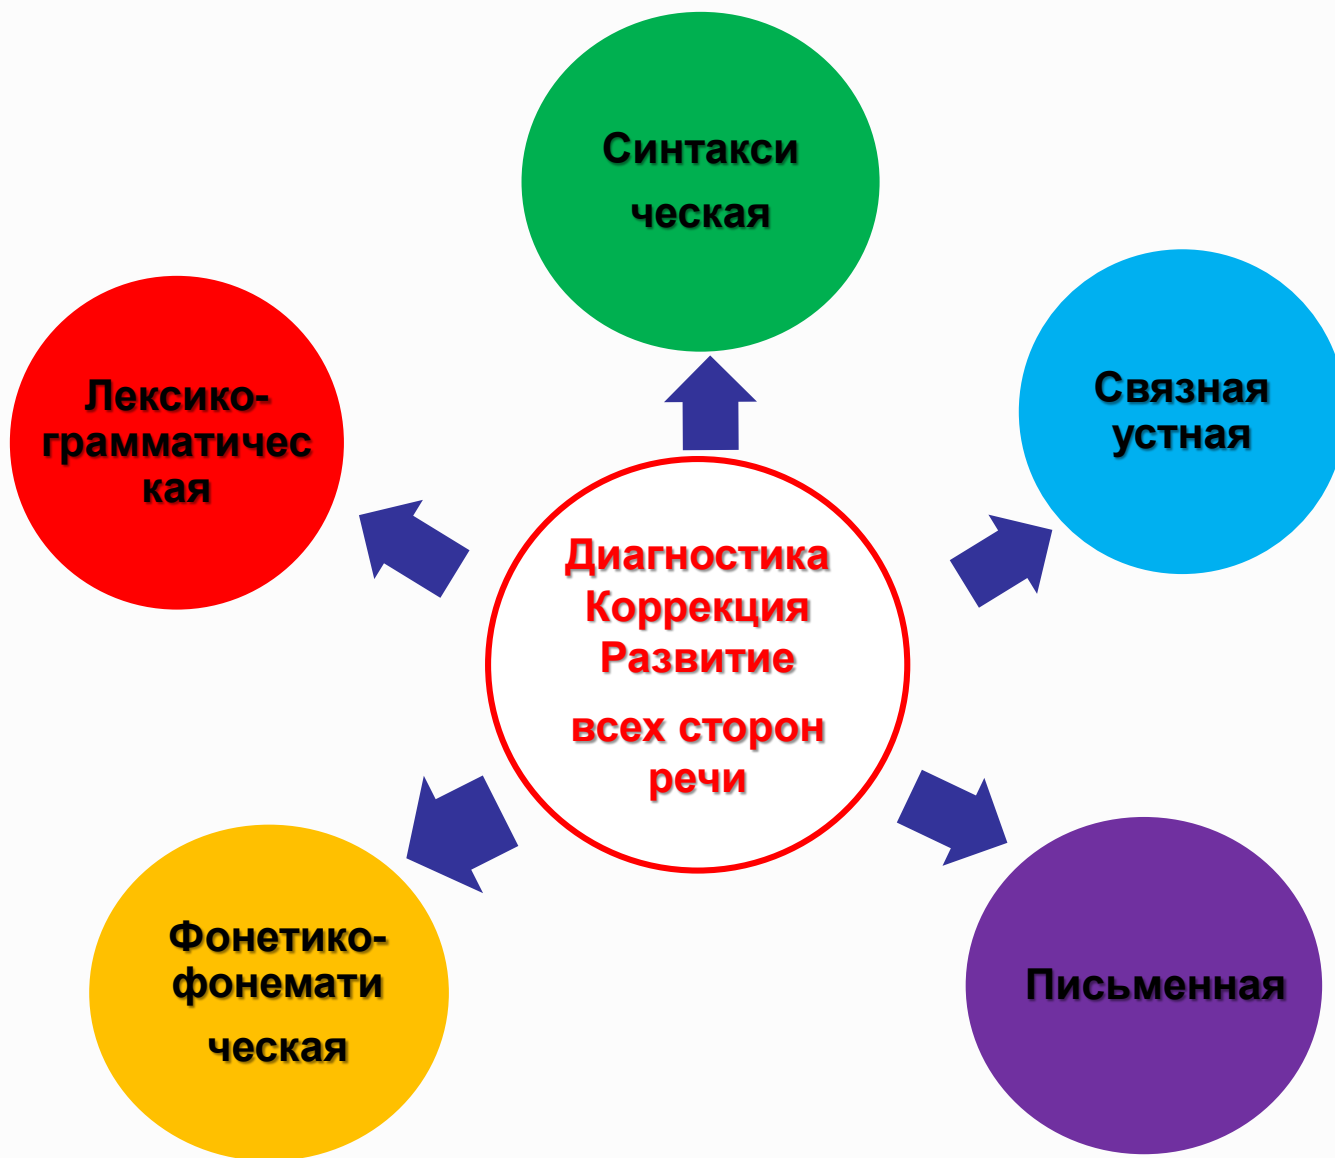 Синтакси
ческая
Лексико-
грамматичес
кая
Связная
устная
Диагностика
Коррекция
Развитие
всех сторон
речи
Фонетико-
фонемати
ческая
Письменная